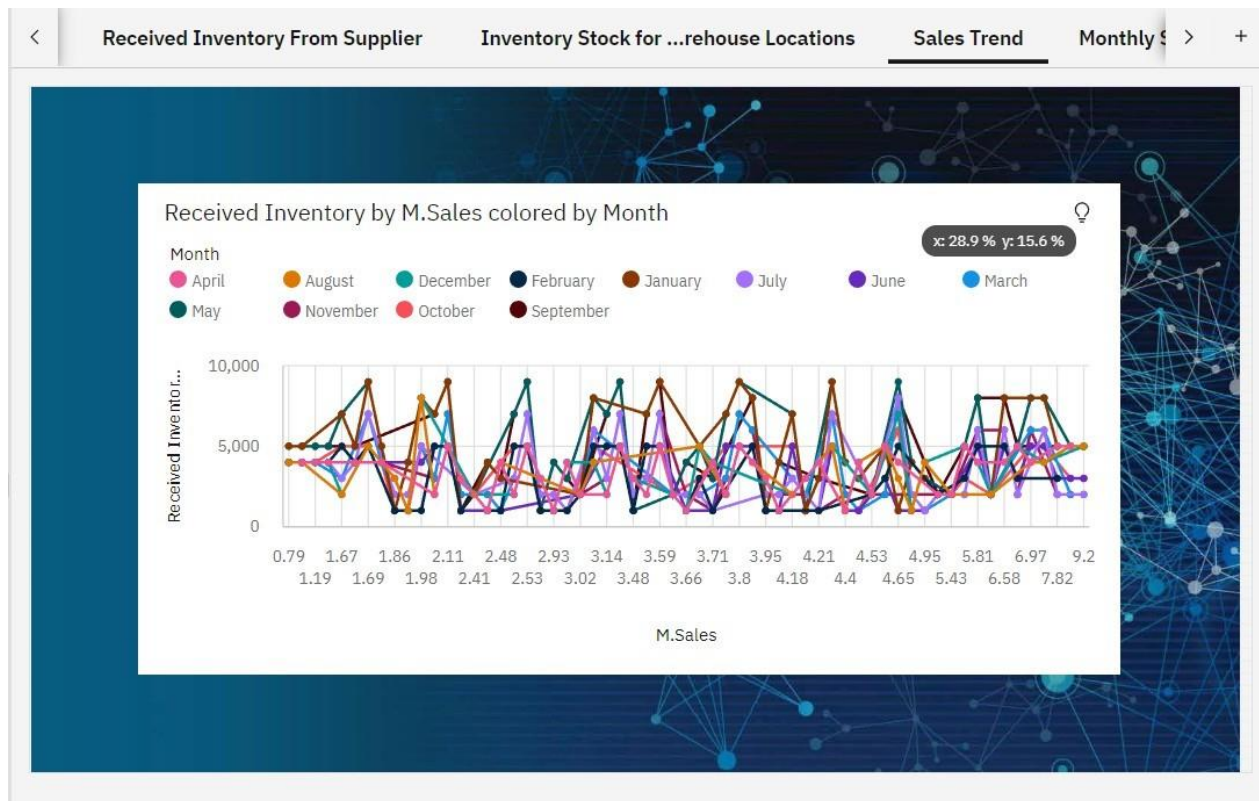 Received Inventory From Supplier Inventory Stock for ...rehouse Locations Sales Trend Monthly S
Received Inventory by M.Sales colored by Month
x: 28.9 % y: 15.6 %
Month
April August December February January July June March
May November October September
10,000
5,000
0
Received Inventor...
0.79 1.67 1.86 2.11 2.48 2.93 3.14 3.59 3.71 3.95 4.21 4.53 4.95 5.81 6.97 9.2
1.19 1.69 1.98 2.41 2.53 3.02 3.48 3.66 3.8 4.18 4.4 4.65 5.43 6.58 7.82
M.Sales